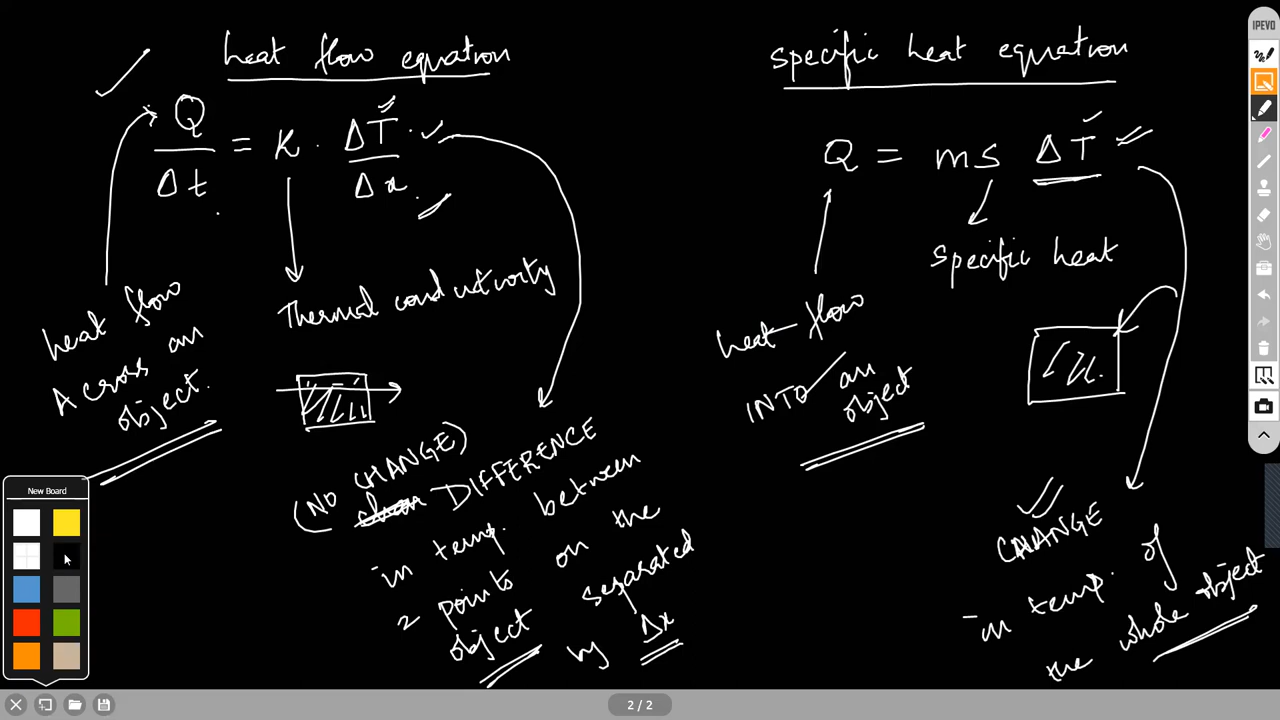 heat flow equation
Q/Δt = K · ΔT/Δx
Thermal conductivity
heat flow
Across an
object.
(NO CHANGE)
DIFFERENCE
in temp. between
2 points on the
object separated
by Δx
specific heat equation
Q = ms ΔT
specific heat
heat flow
INTO an
object
CHANGE
in temp. of
the whole object
IPEVO
New Board
2 / 2